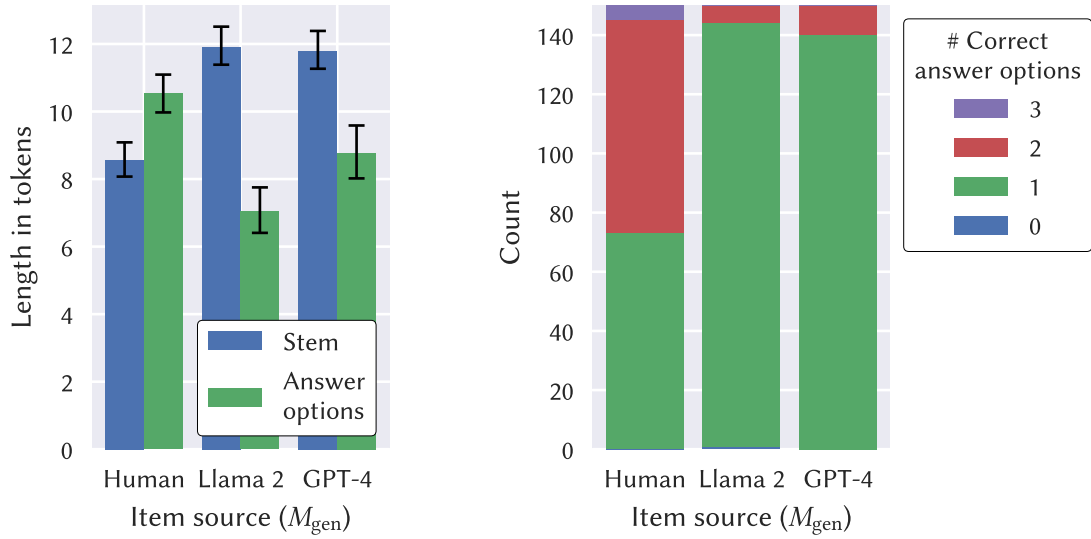 12
10
8
6
4
2
0
Length in tokens
Stem
Answer
options
Human
Llama 2
GPT-4
Item source (Mgen)
140
120
100
80
60
40
20
0
Count
Human
Llama 2
GPT-4
Item source (Mgen)
# Correct
answer options
3
2
1
0